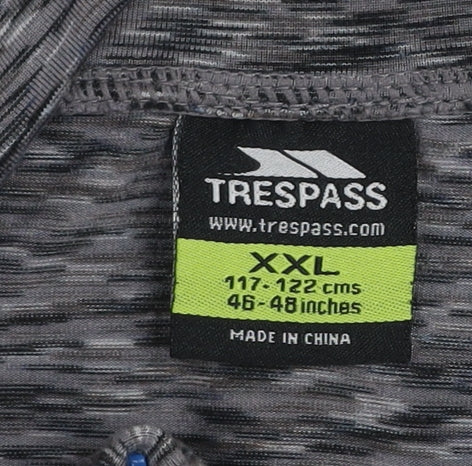 TRESPASS
www.trespass.com
XXL
117-122 cms
46-48 inches
MADE IN CHINA